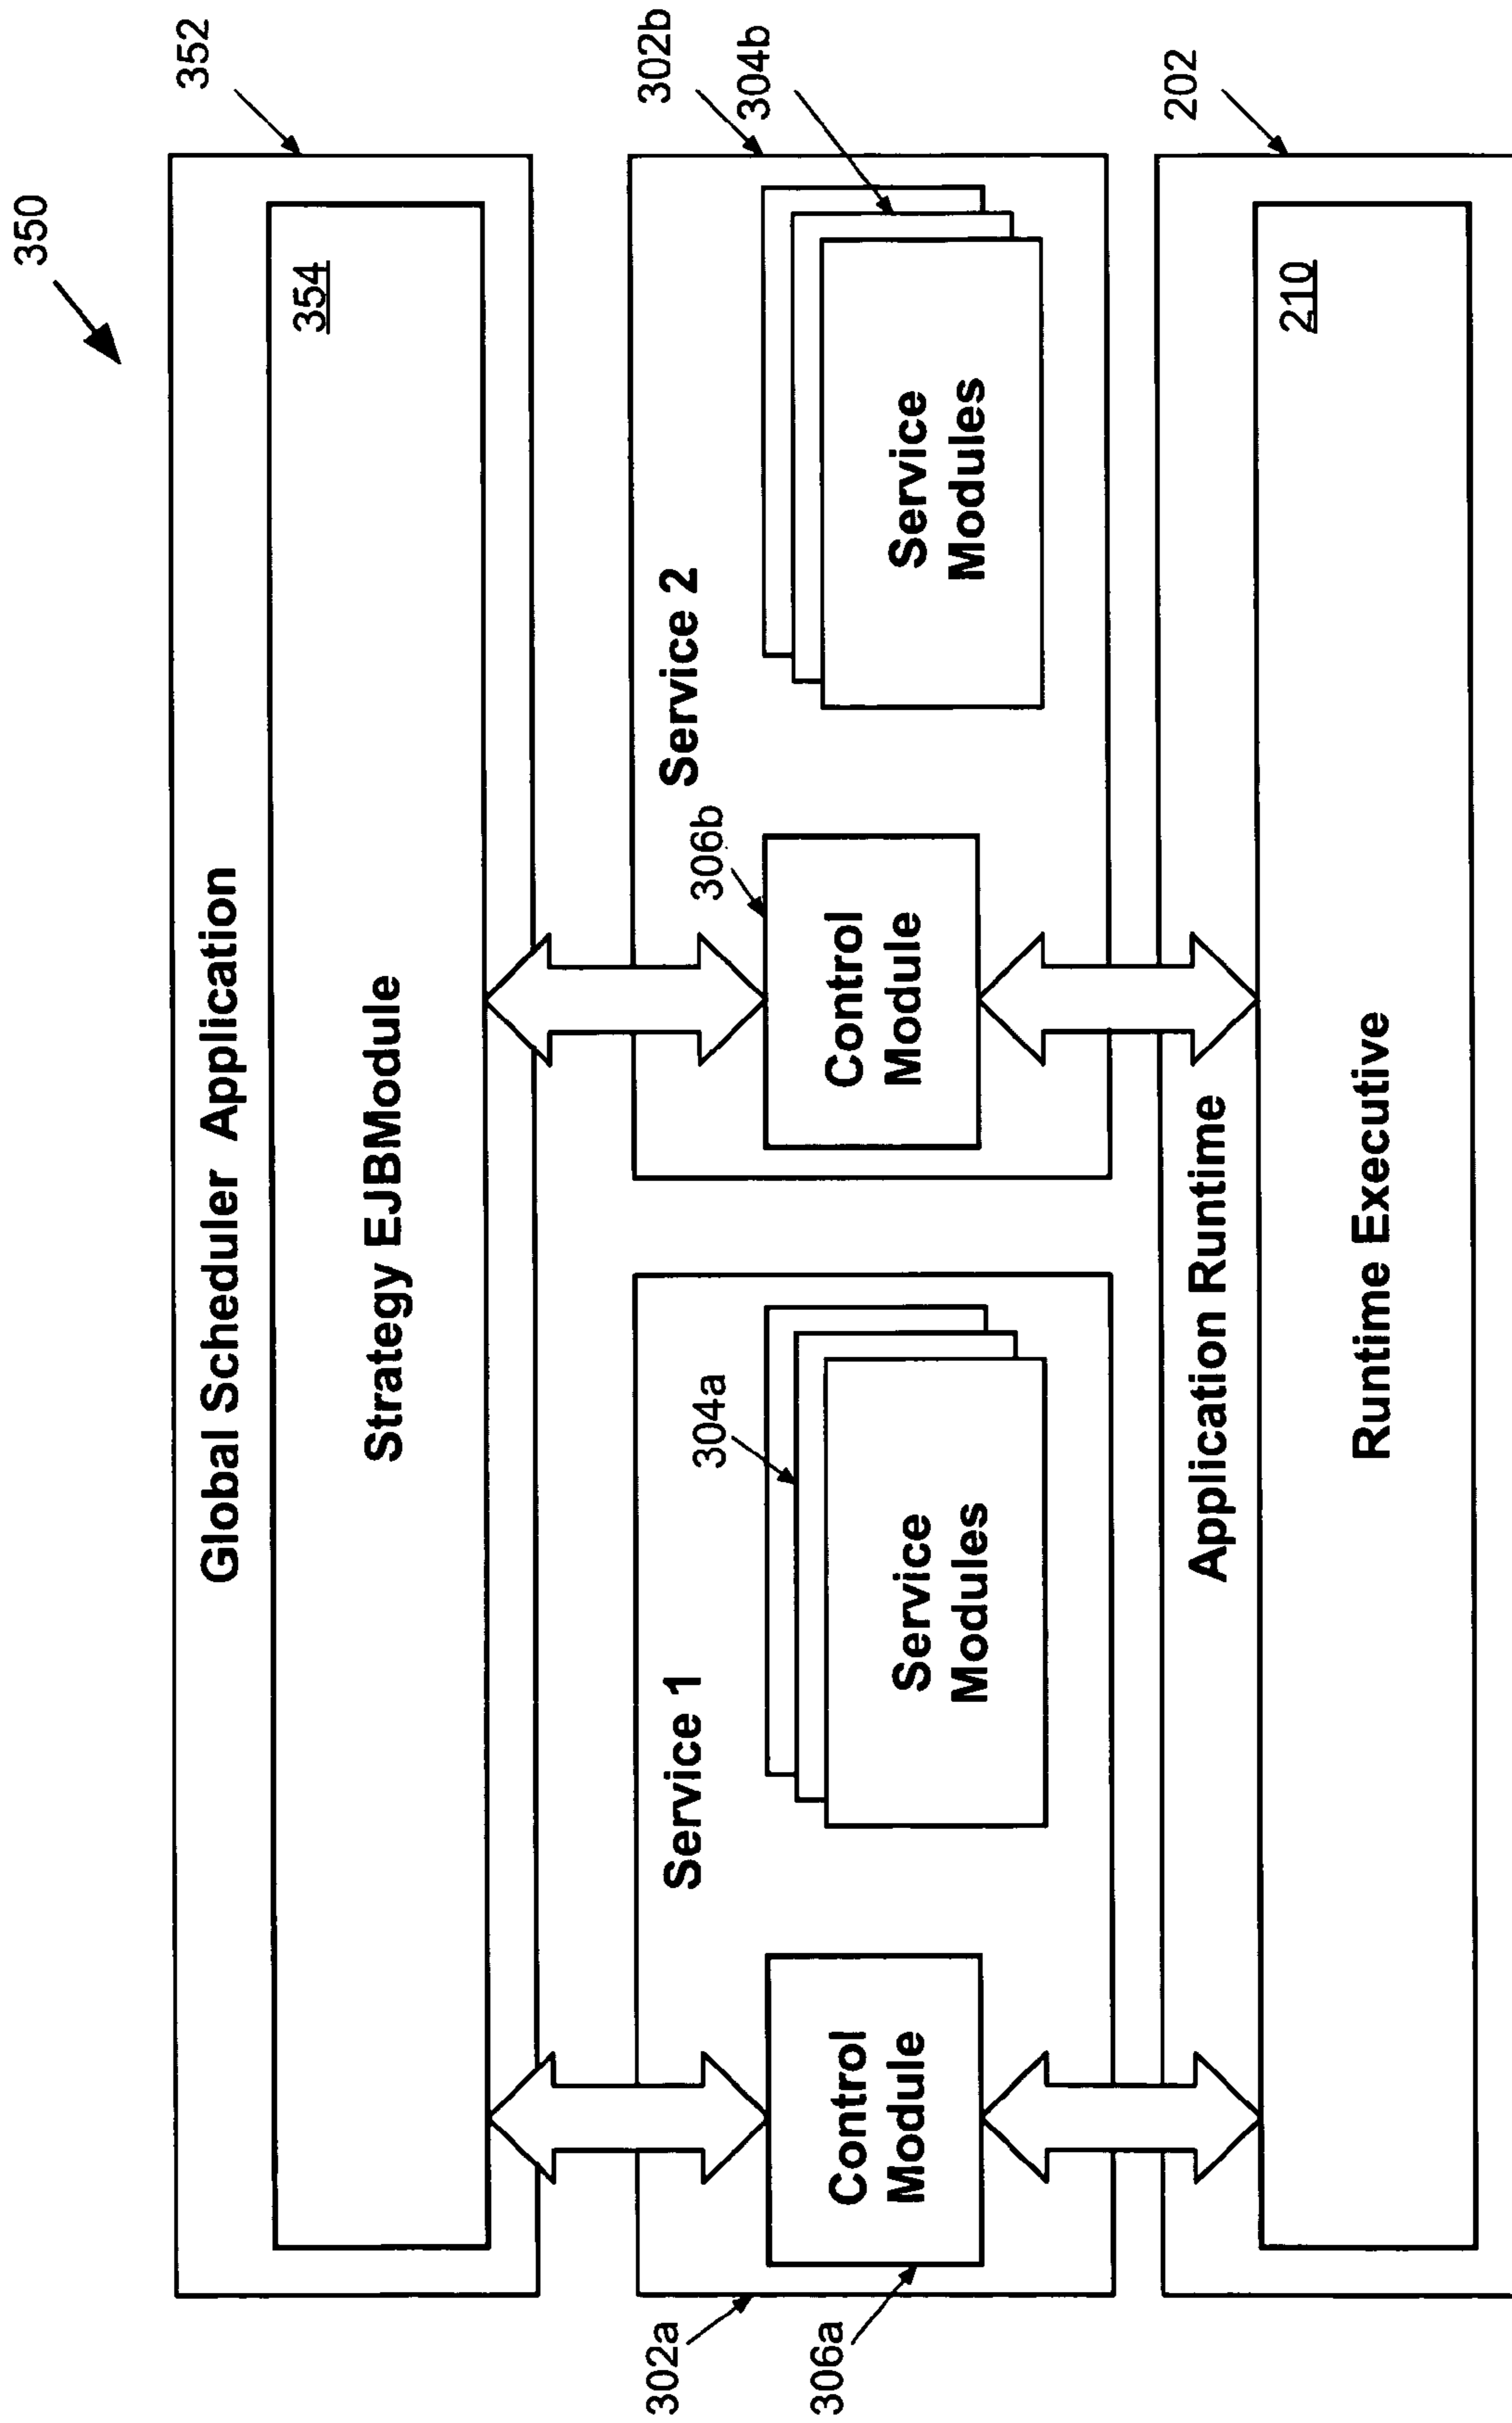 350
352
Global Scheduler Application
354
Strategy EJBModule
302b
304b
Service 1
Service 2
304a
306b
Control
Module
Service
Modules
Control
Module
Service
Modules
302a
306a
202
Application Runtime
210
Runtime Executive